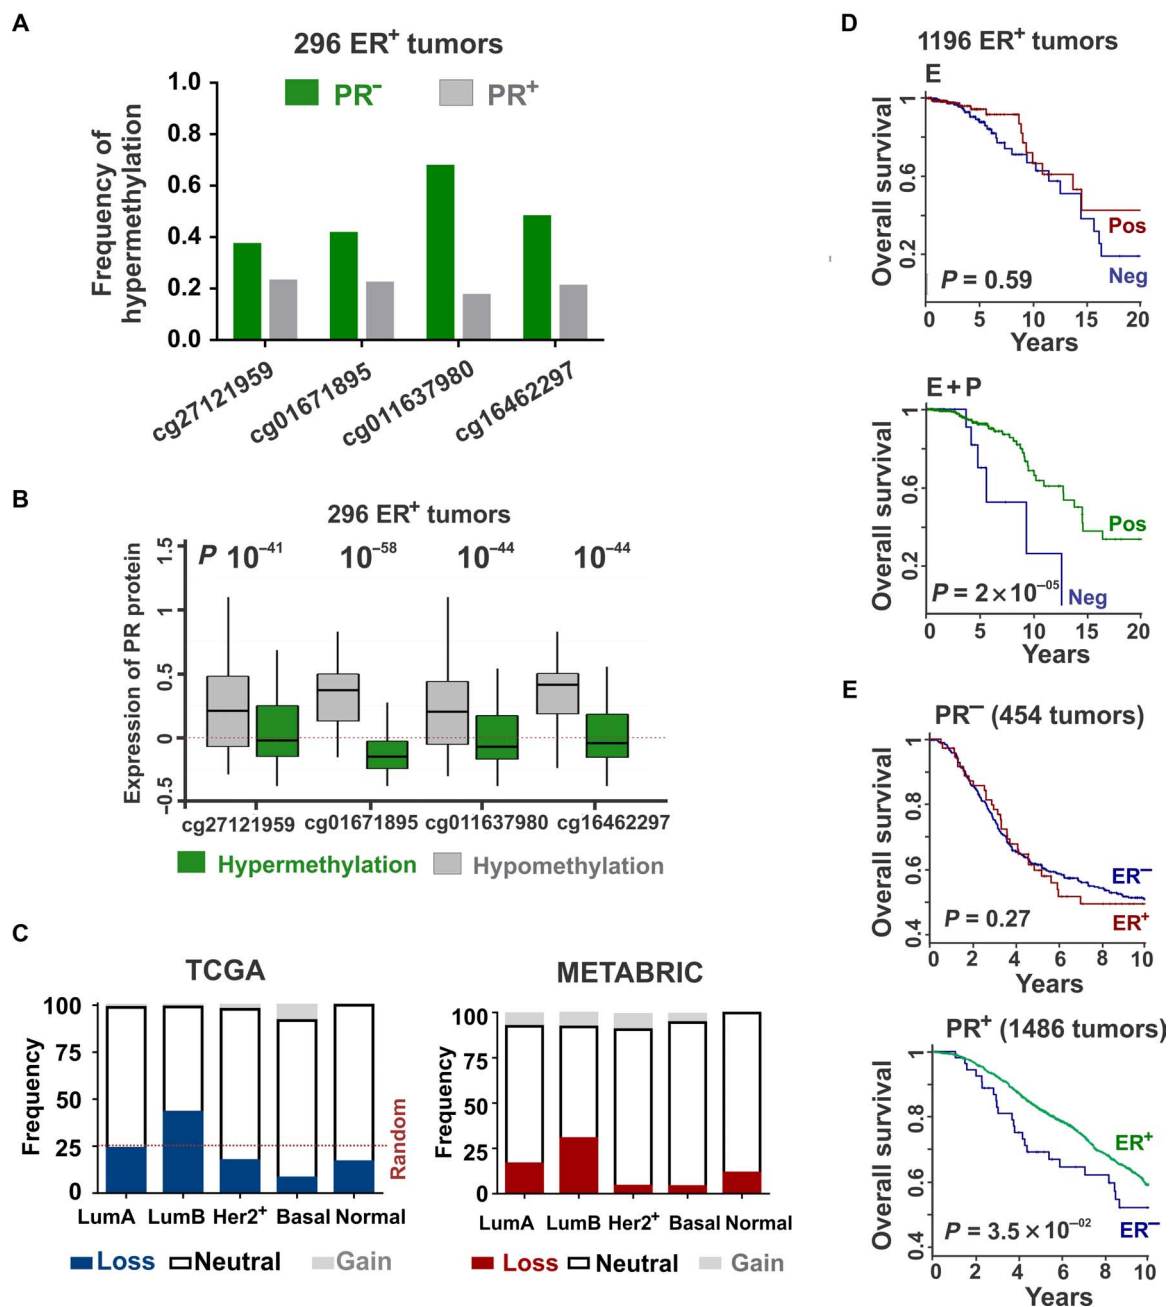 A
296 ER⁺ tumors
PR⁻
PR⁺
Frequency of
hypermethylation
1.0
0.8
0.6
0.4
0.2
0.0
cg27121959
cg01671895
cg011637980
cg16462297
B
296 ER⁺ tumors
P 10⁻⁴¹ 10⁻⁵⁸ 10⁻⁴⁴ 10⁻⁴⁴
Expression of PR protein
1.5
1
0.5
0
−0.5
cg27121959 cg01671895 cg011637980 cg16462297
Hypermethylation Hypomethylation
C
TCGA
Frequency
100
75
50
25
0
Random
LumA LumB Her2⁺ Basal Normal
Loss Neutral Gain
METABRIC
Frequency
100
75
50
25
0
LumA LumB Her2⁺ Basal Normal
Loss Neutral Gain
D
1196 ER⁺ tumors
E
Overall survival
1
0.6
0.2
Pos
Neg
P = 0.59
0 5 10 15 20
Years
E + P
Overall survival
1
0.6
0.2
Pos
P = 2 × 10⁻⁰⁵
Neg
0 5 10 15 20
Years
E
PR⁻ (454 tumors)
Overall survival
1
0.8
0.6
0.4
ER⁻
ER⁺
P = 0.27
0 2 4 6 8 10
Years
PR⁺ (1486 tumors)
Overall survival
1
0.8
0.6
0.4
ER⁺
ER⁻
P = 3.5 × 10⁻⁰²
0 2 4 6 8 10
Years